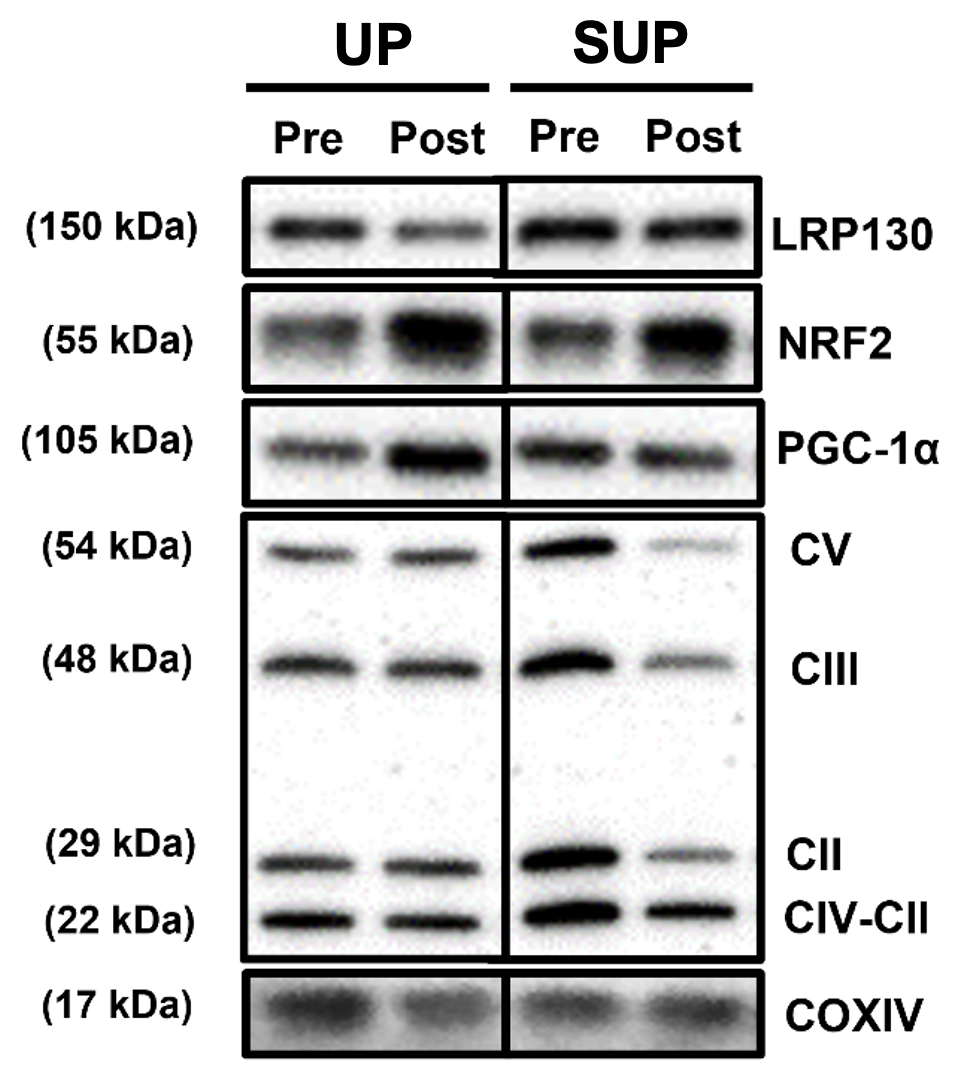 UP SUP
Pre Post Pre Post
(150 kDa) LRP130
(55 kDa) NRF2
(105 kDa) PGC-1α
(54 kDa) CV
(48 kDa) CIII
(29 kDa) CII
(22 kDa) CIV-CII
(17 kDa) COXIV